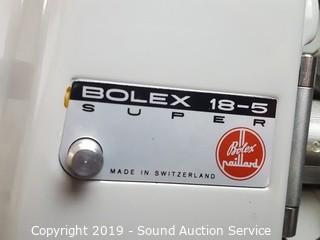 BOLEX 18-5
SUPER
Bolex
paillard
MADE IN SWITZERLAND
Copyright 2019 - Sound Auction Service